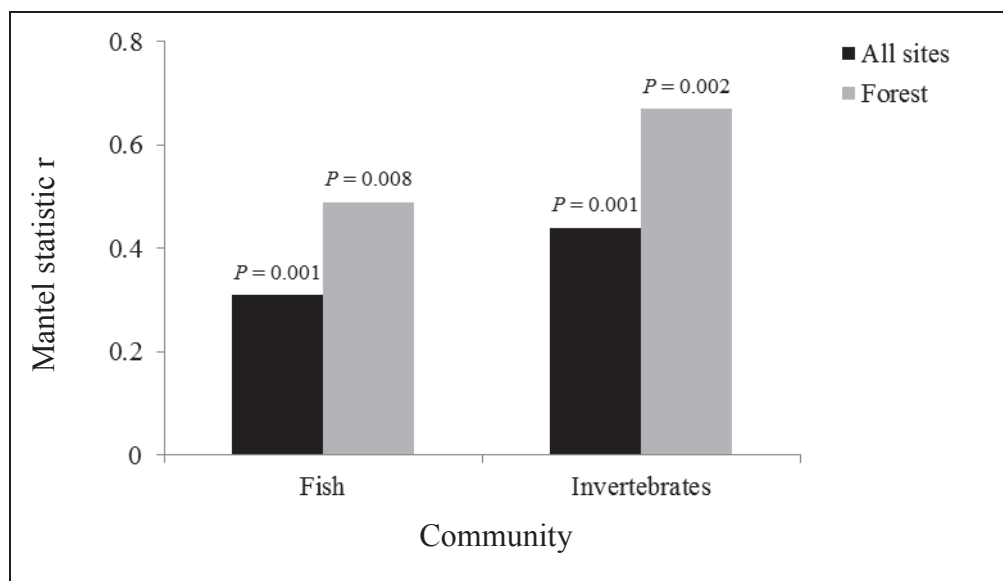 0.8
All sites
Forest
P = 0.002
0.6
P = 0.008
P = 0.001
0.4
P = 0.001
0.2
0
Mantel statistic r
Fish
Invertebrates
Community